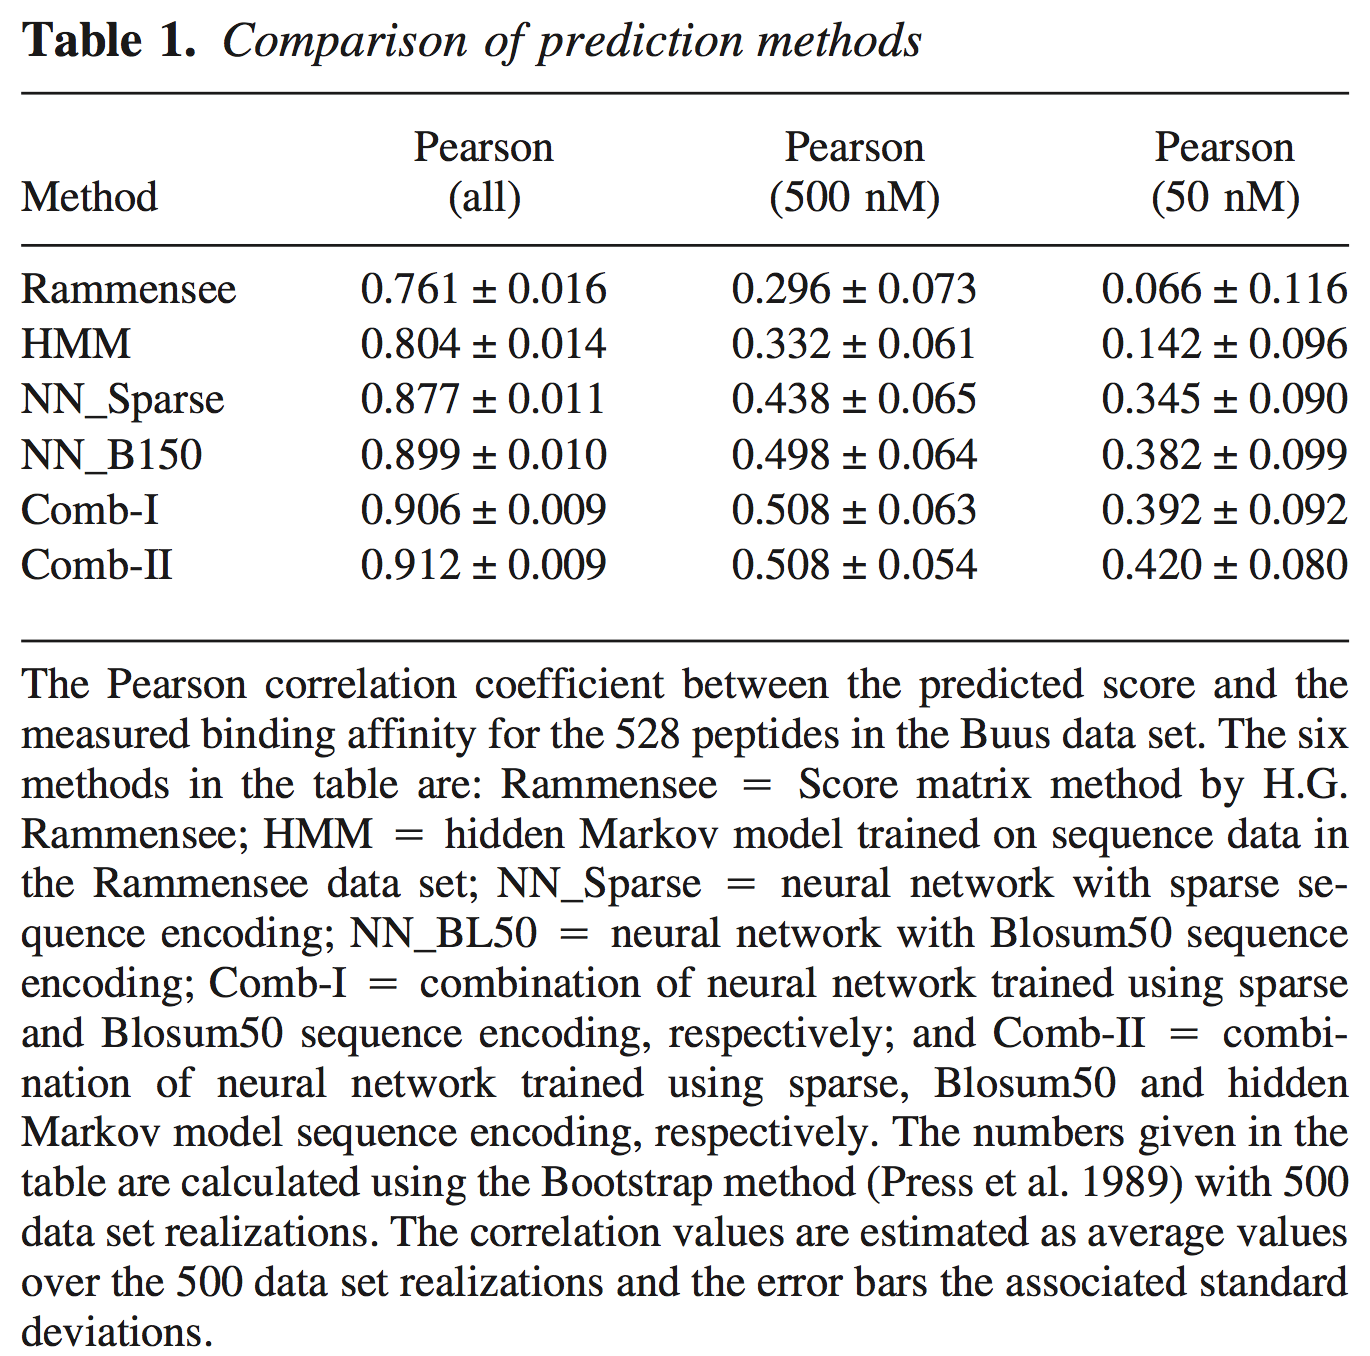 Table 1. Comparison of prediction methods
Method Pearson (all) Pearson (500 nM) Pearson (50 nM)
Rammensee 0.761 ± 0.016 0.296 ± 0.073 0.066 ± 0.116
HMM 0.804 ± 0.014 0.332 ± 0.061 0.142 ± 0.096
NN_Sparse 0.877 ± 0.011 0.438 ± 0.065 0.345 ± 0.090
NN_B150 0.899 ± 0.010 0.498 ± 0.064 0.382 ± 0.099
Comb-I 0.906 ± 0.009 0.508 ± 0.063 0.392 ± 0.092
Comb-II 0.912 ± 0.009 0.508 ± 0.054 0.420 ± 0.080
The Pearson correlation coefficient between the predicted score and the
measured binding affinity for the 528 peptides in the Buus data set. The six
methods in the table are: Rammensee = Score matrix method by H.G.
Rammensee; HMM = hidden Markov model trained on sequence data in
the Rammensee data set; NN_Sparse = neural network with sparse se-
quence encoding; NN_BL50 = neural network with Blosum50 sequence
encoding; Comb-I = combination of neural network trained using sparse
and Blosum50 sequence encoding, respectively; and Comb-II = combi-
nation of neural network trained using sparse, Blosum50 and hidden
Markov model sequence encoding, respectively. The numbers given in the
table are calculated using the Bootstrap method (Press et al. 1989) with 500
data set realizations. The correlation values are estimated as average values
over the 500 data set realizations and the error bars the associated standard
deviations.